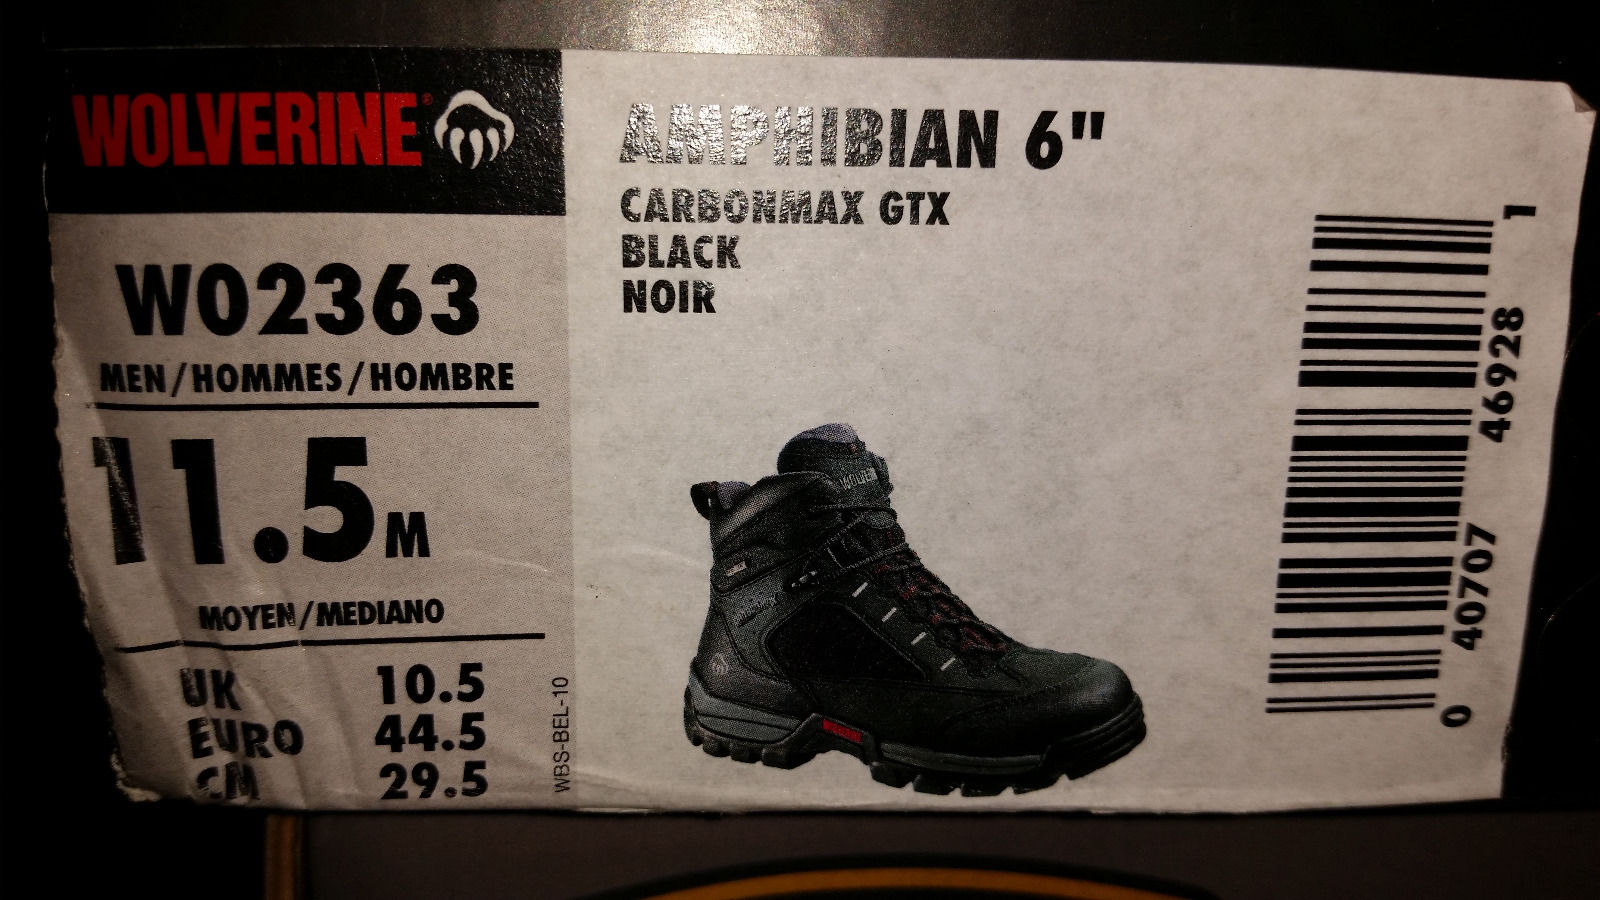 WOLVERINE®
W02363
MEN/HOMMES/HOMBRE
11.5 M
MOYEN/MEDIANO
UK 10.5
EURO 44.5
CM 29.5
WBS-BEL-10
AMPHIBIAN 6"
CARBONMAX GTX
BLACK
NOIR
0 40707 46928 1